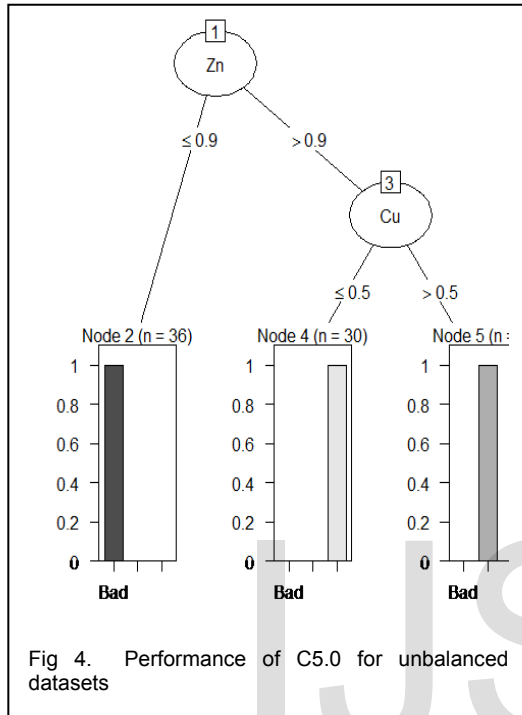 1
Zn
≤ 0.9 > 0.9
3
Cu
≤ 0.5 > 0.5
Node 2 (n = 36) Node 4 (n = 30) Node 5 (n =
1 1 1
0.8 0.8 0.8
0.6 0.6 0.6
0.4 0.4 0.4
0.2 0.2 0.2
0 0 0
Bad Bad Bad
Fig 4. Performance of C5.0 for unbalanced
datasets
IJS